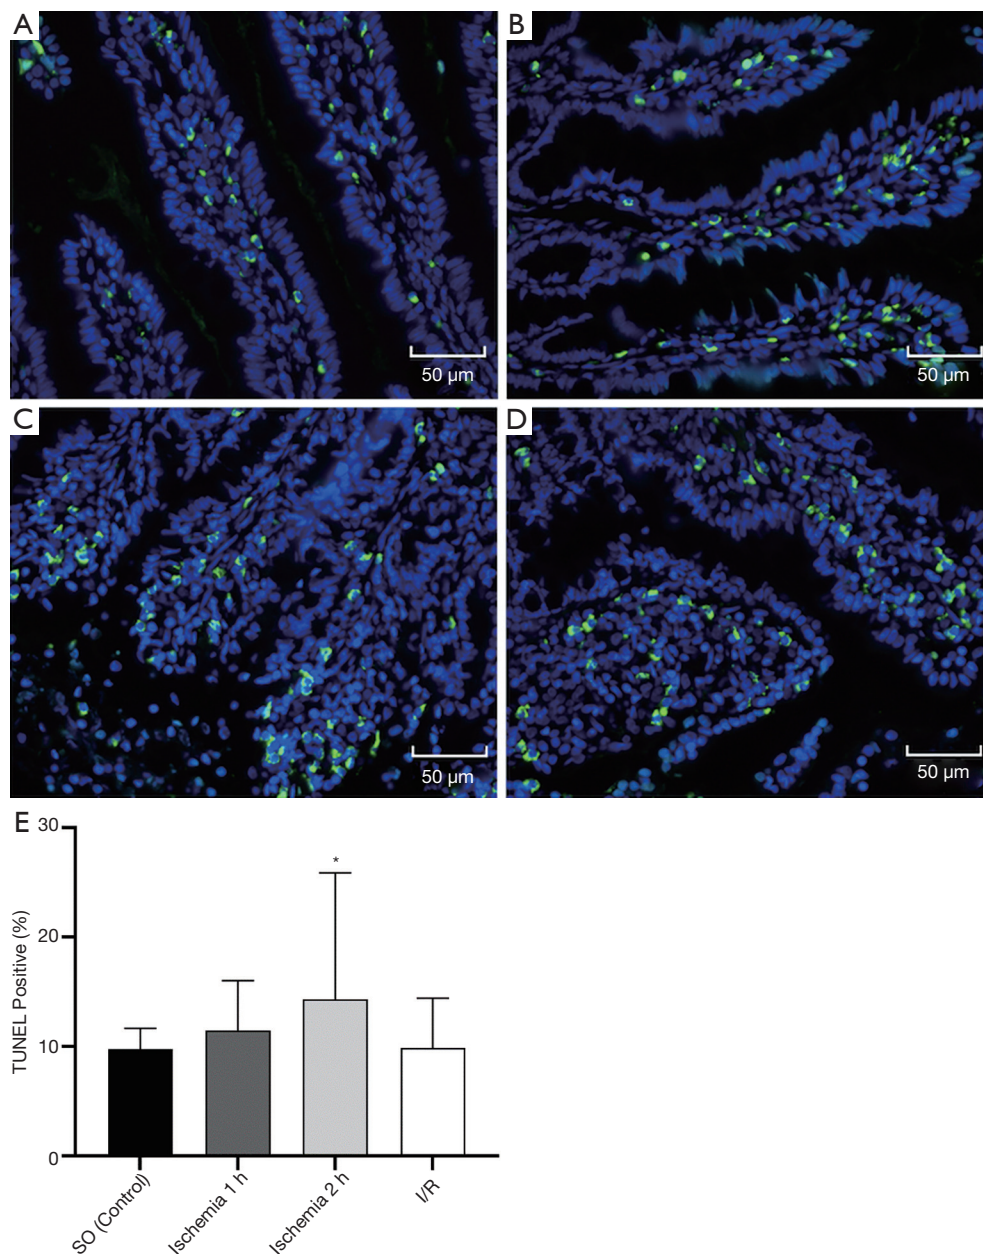 A
B
50 µm
50 µm
C
D
50 µm
50 µm
E
30
20
10
0
TUNEL Positive (%)
*
SO (Control)
Ischemia 1 h
Ischemia 2 h
I/R